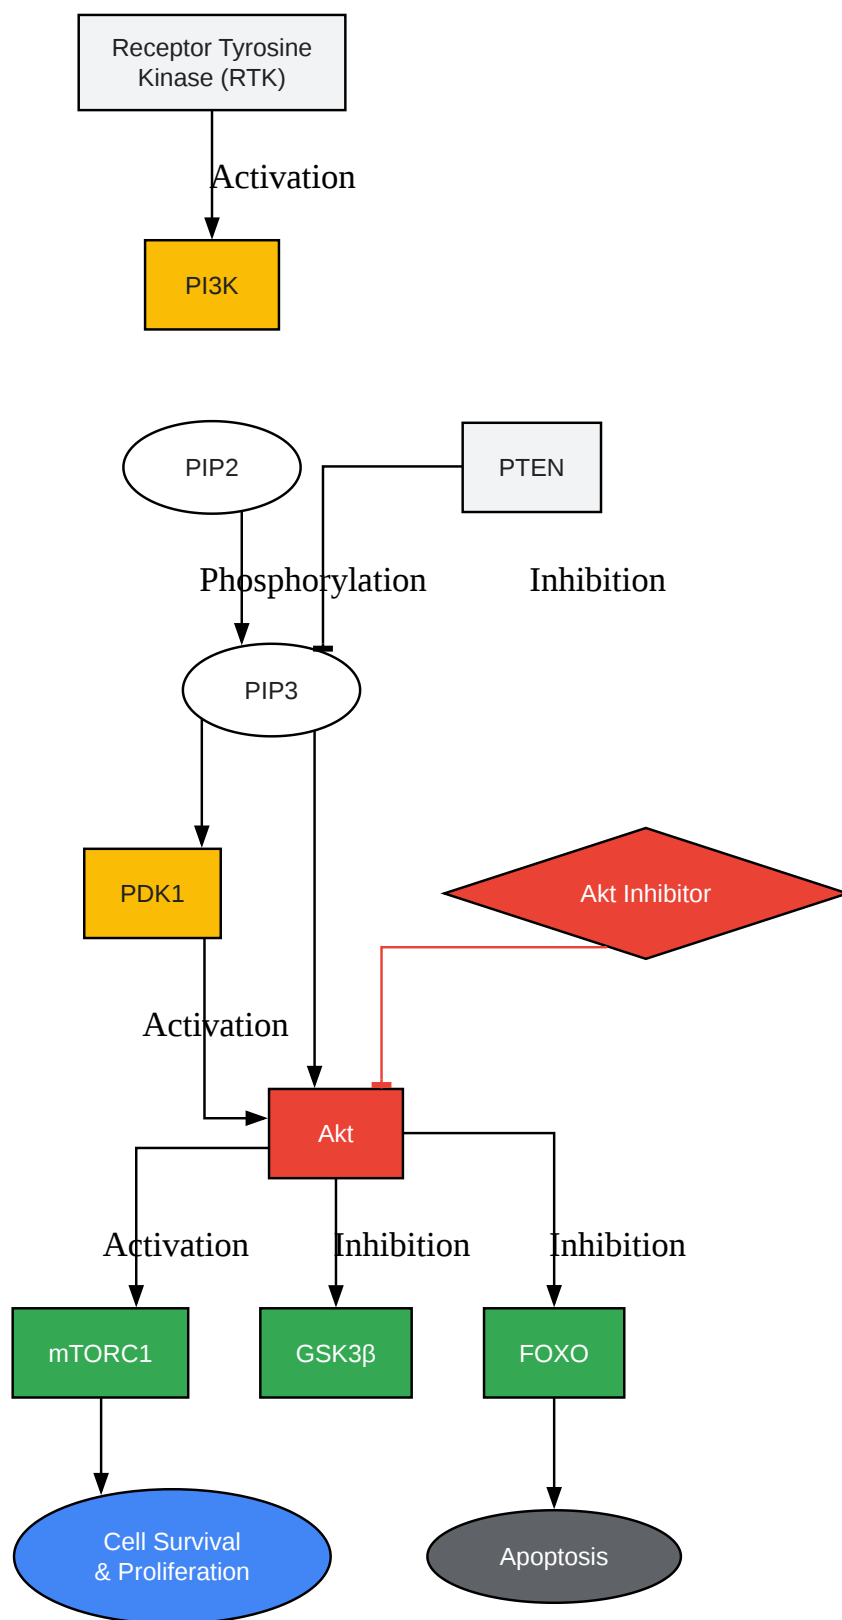 Receptor Tyrosine
Kinase (RTK)
Activation
PI3K
PIP2
PTEN
Phosphorylation
Inhibition
PIP3
PDK1
Akt Inhibitor
Activation
Akt
Activation
Inhibition
Inhibition
mTORC1
GSK3β
FOXO
Cell Survival
& Proliferation
Apoptosis